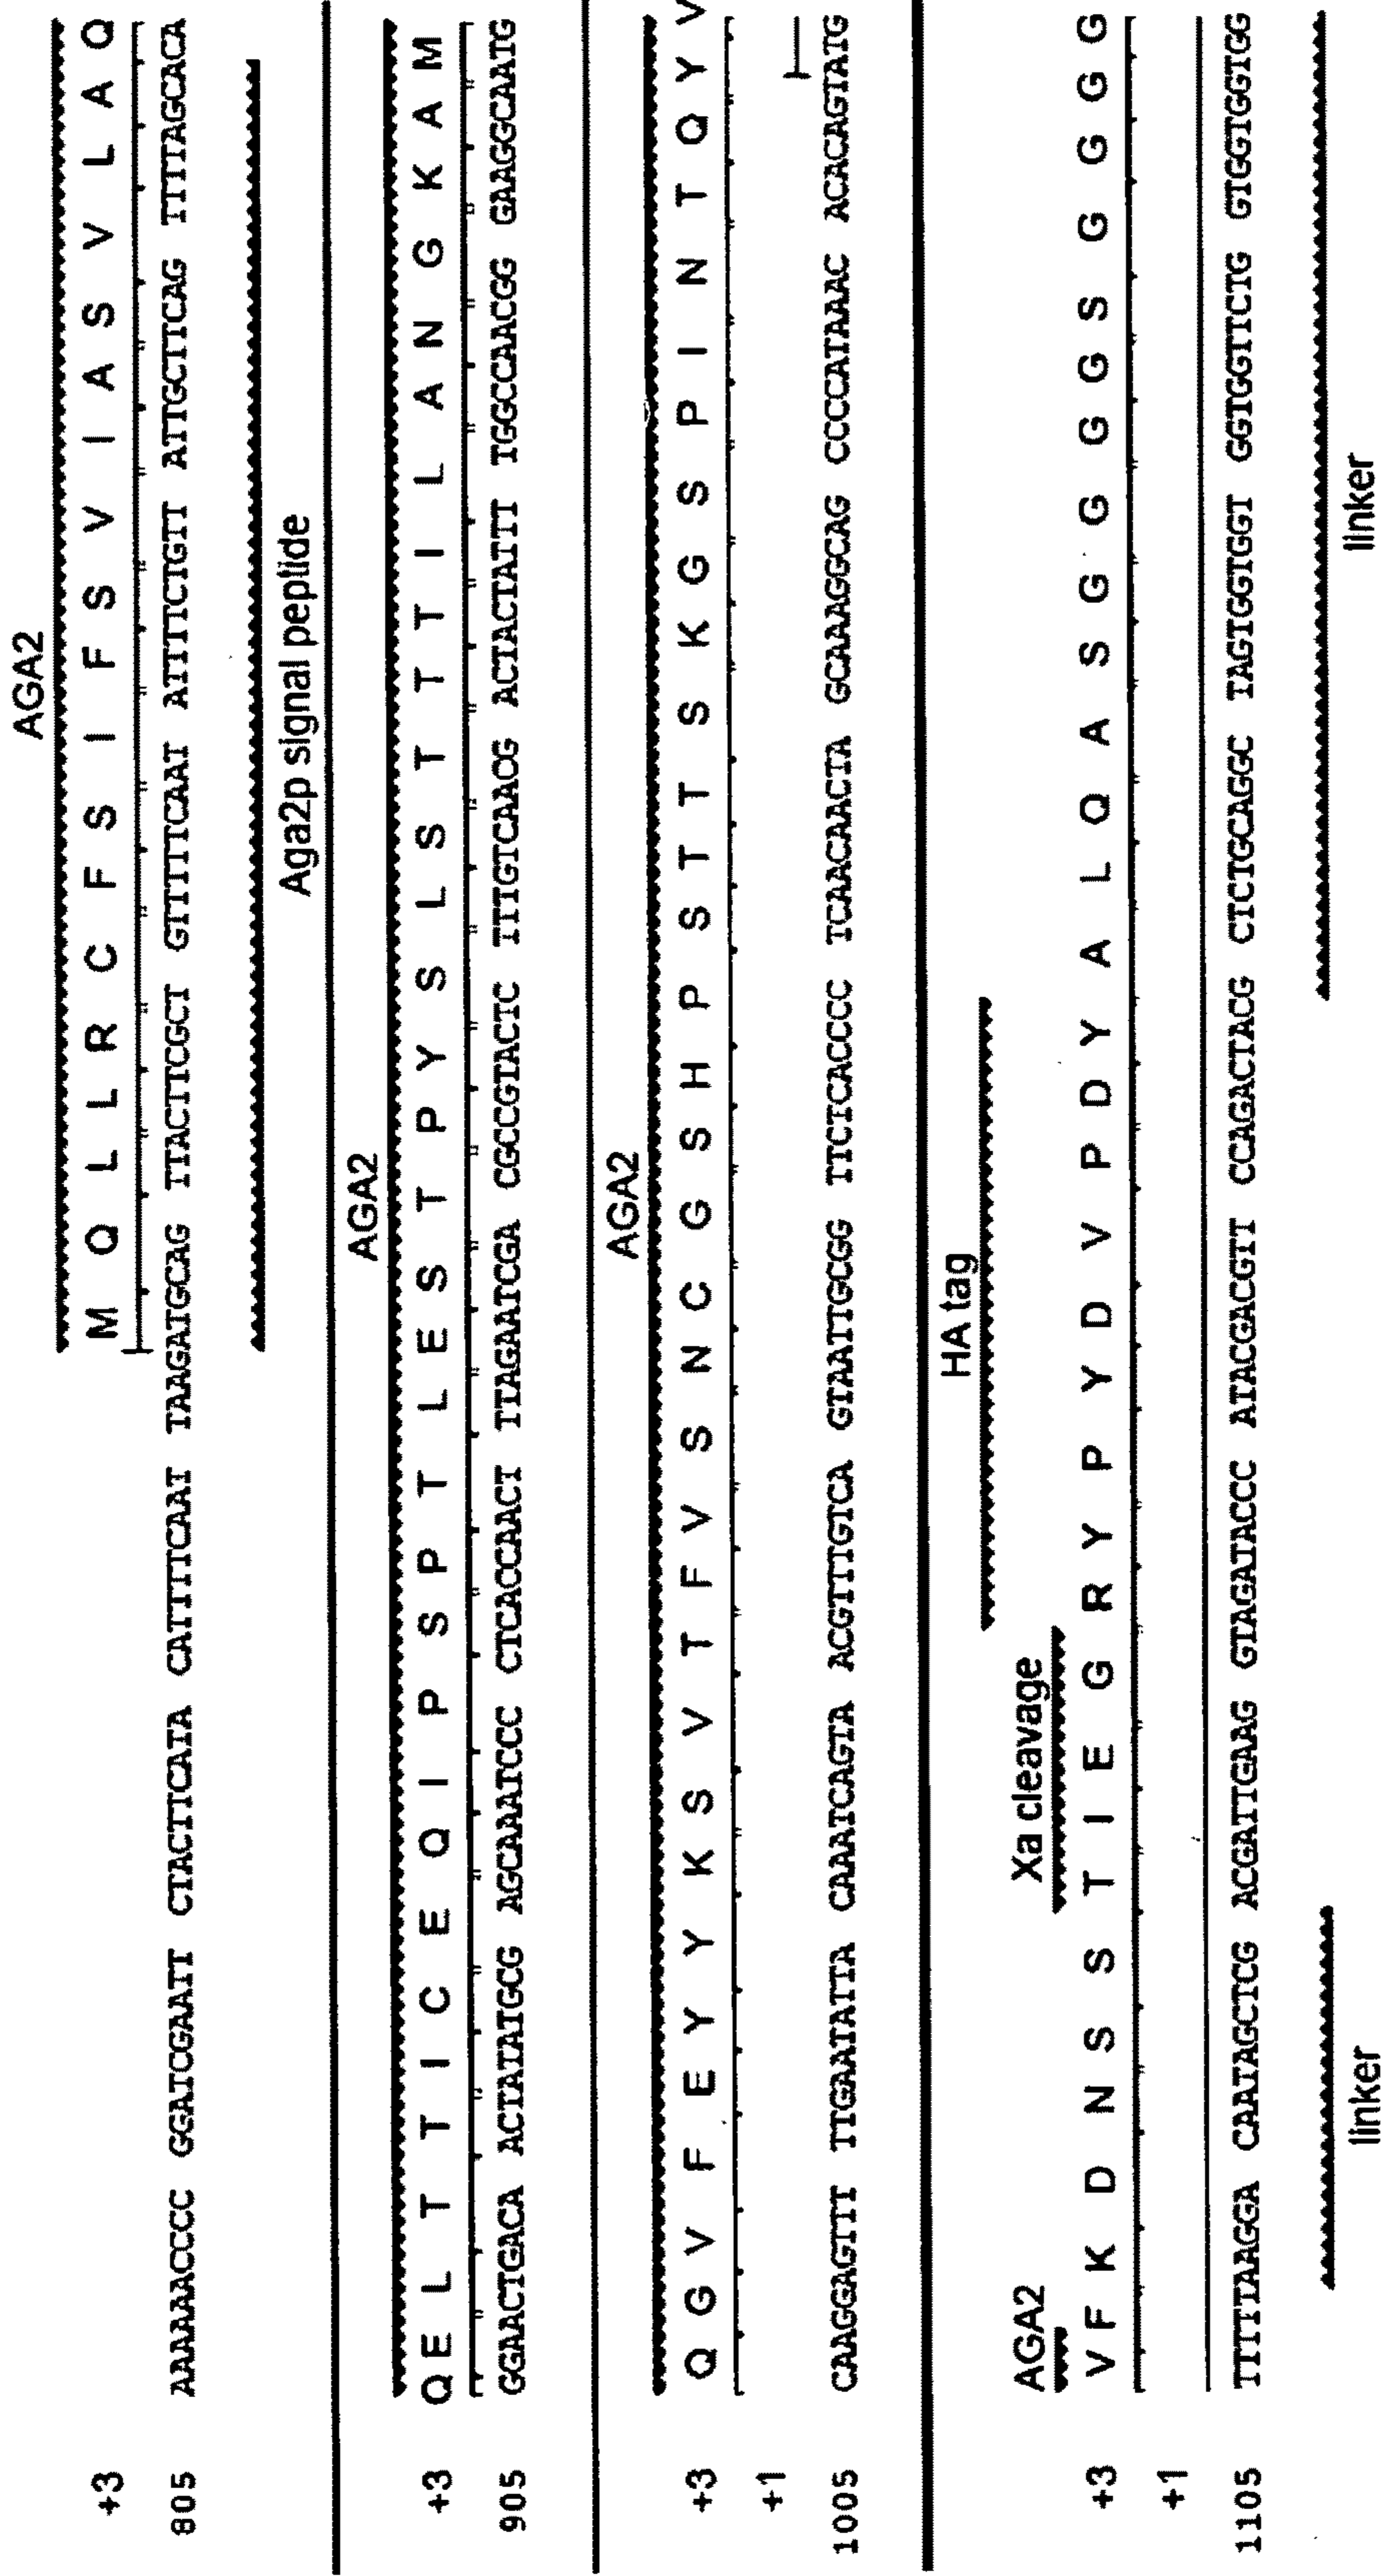 AGA2
+3 M Q L L R C F S I F S V I A S V L A Q
805 AAAAAACCCC GGATCGAATT CTACTTCATA CATTTTCAAT TAAGATGCAG TTACTTCGCT GTTTTTCAAT ATTTTCTGTT ATTGCTTCAG TTTTAGCACA
Aga2p signal peptide
AGA2
+3 Q E L T T I C E Q I P S P T L E S T P Y S L S T T T I L A N G K A M
905 GGAACTGACA ACTATATGCG AGCAAATCCC CTCACCAACT TTAGAATCGA CGCCGTACTC TTTGTCAACG ACTACTATTT TGGCCAACGG GAAGGCAATG
AGA2
+3 Q G V F E Y Y K S V T F V S N C G S H P S T T S K G S P I N T Q Y V
+1
1005 CAAGGAGTTT TTGAATATTA CAAATCAGTA ACGTTTGTCA GTAATTGCGG TTCTCACCCC TCAACAACTA GCAAAGGCAG CCCCATAAAC ACACAGTATG
HA tag
AGA2 Xa cleavage
+3 V F K D N S S T I E G R Y P Y D V P D Y A L Q A S G G G G S G G G G
+1
1105 TTTTTAAGGA CAATAGCTCG ACGATTGAAG GTAGATACCC ATACGACGTT CCAGACTACG CTCTGCAGGC TAGTGGTGGT GGTGGTTCTG GTGGTGGTGG
linker linker